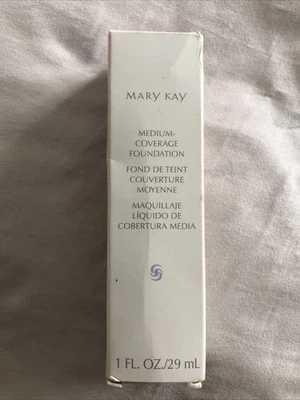 MARY KAY
MEDIUM-
COVERAGE
FOUNDATION
FOND DE TEINT
COUVERTURE
MOYENNE
MAQUILLAJE
LÍQUIDO DE
COBERTURA MEDIA
1 FL. OZ./29 mL